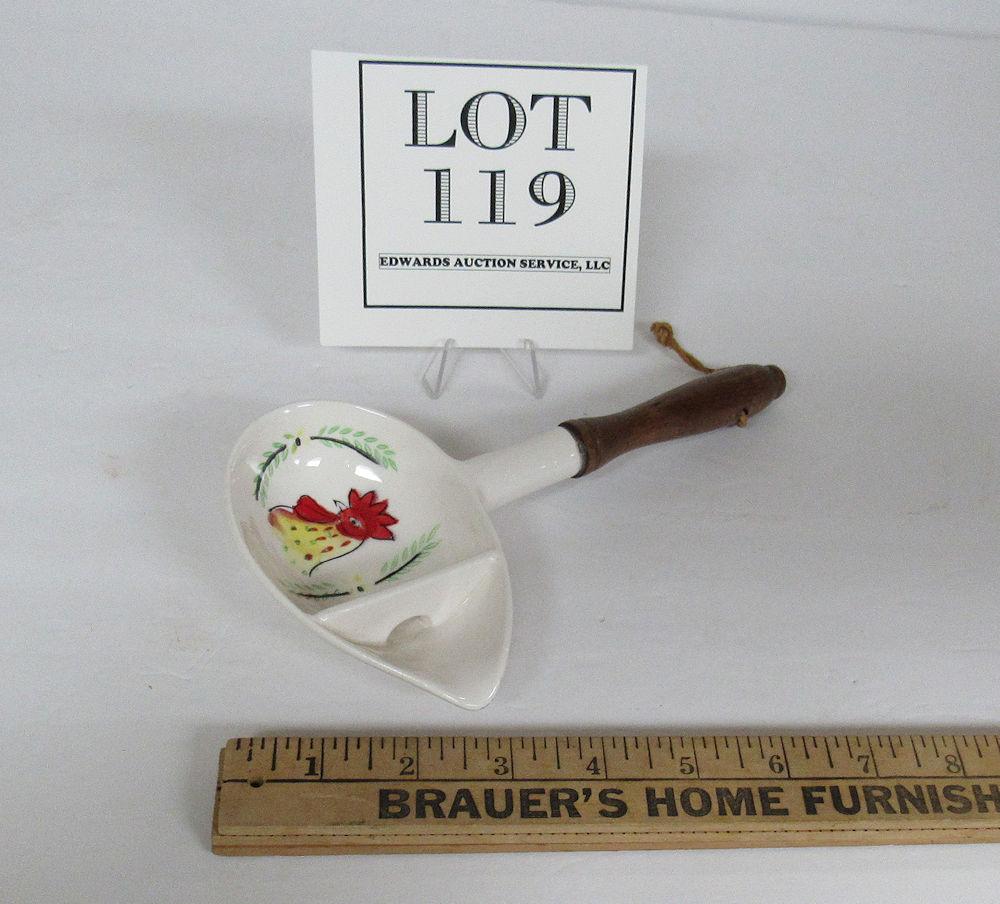 LOT
119
EDWARDS AUCTION SERVICE, LLC
1 2 3 4 5 6 7 8
BRAUER'S HOME FURNISH